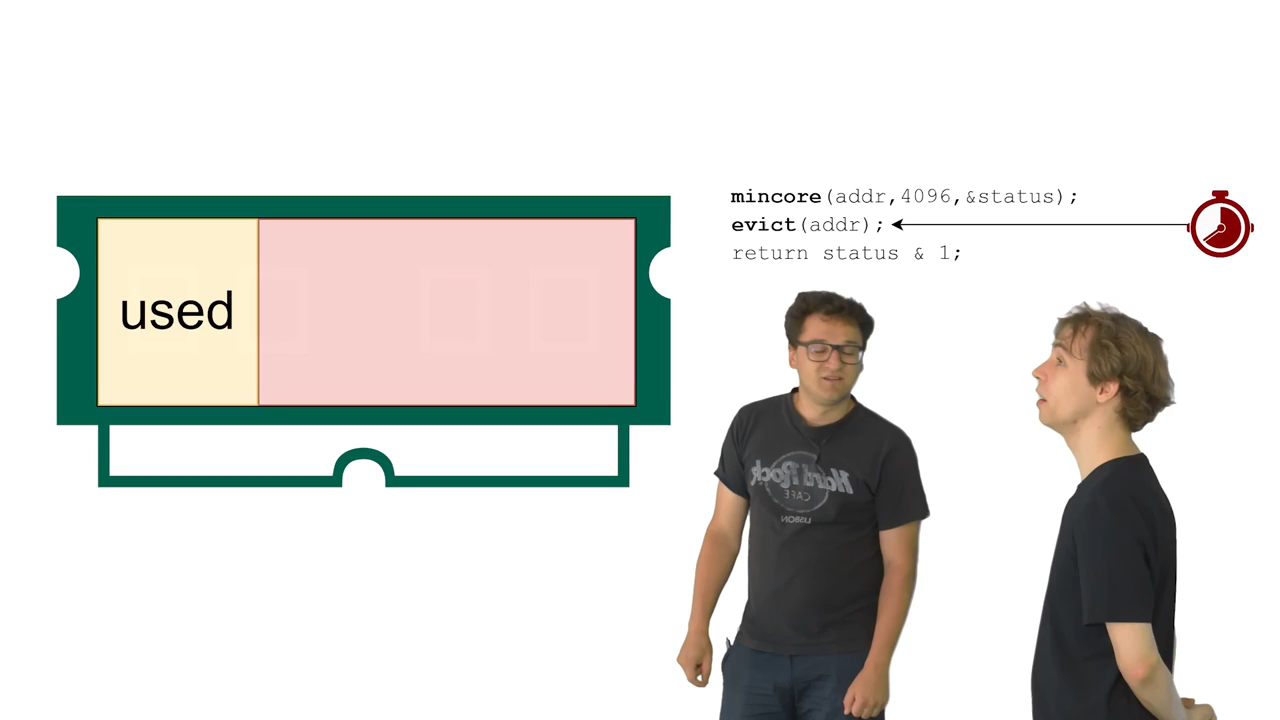 mincore(addr,4096,&status);
evict(addr);
return status & 1;
used
Hard Rock
CAFE
LISBON